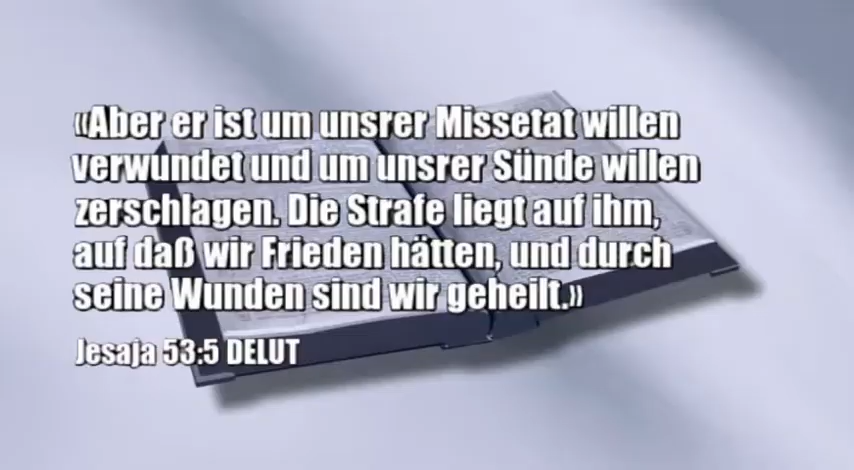 «Aber er ist um unsrer Missetat willen
verwundet und um unsrer Sünde willen
zerschlagen. Die Strafe liegt auf ihm,
auf daß wir Frieden hätten, und durch
seine Wunden sind wir geheilt.»
Jesaja 53:5 DELUT